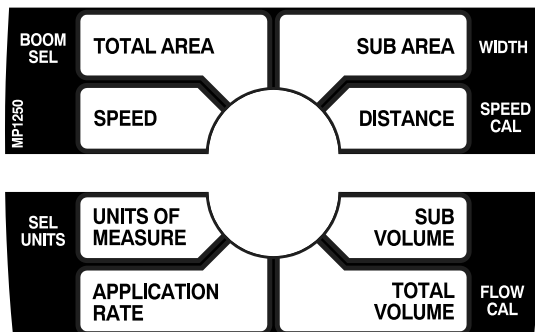 BOOM
SEL
TOTAL AREA
SUB AREA
WIDTH
MP1250
SPEED
DISTANCE
SPEED
CAL
SEL
UNITS
UNITS OF
MEASURE
SUB
VOLUME
APPLICATION
RATE
TOTAL
VOLUME
FLOW
CAL